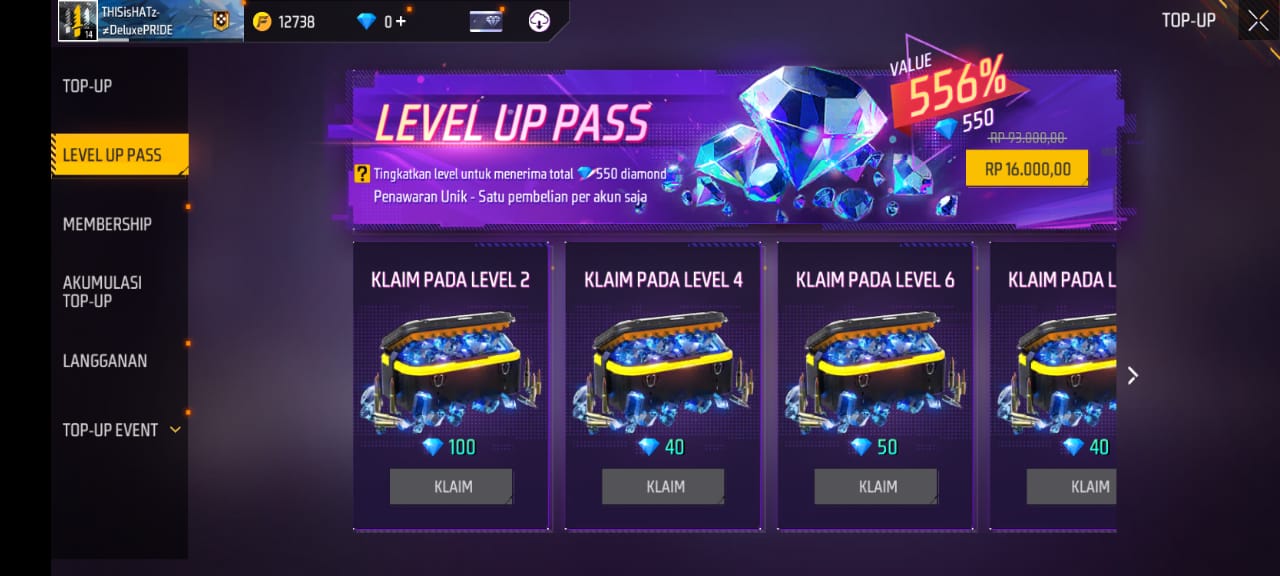 THISisHATz-
≠DeluxePR!DE
14
12738
0+
TOP-UP
TOP-UP
LEVEL UP PASS
MEMBERSHIP
AKUMULASI
TOP-UP
LANGGANAN
TOP-UP EVENT
LEVEL UP PASS
? Tingkatkan level untuk menerima total 550 diamond
Penawaran Unik - Satu pembelian per akun saja
VALUE
556%
550
RP 93.000,00
RP 16.000,00
KLAIM PADA LEVEL 2
100
KLAIM
KLAIM PADA LEVEL 4
40
KLAIM
KLAIM PADA LEVEL 6
50
KLAIM
KLAIM PADA L
40
KLAIM